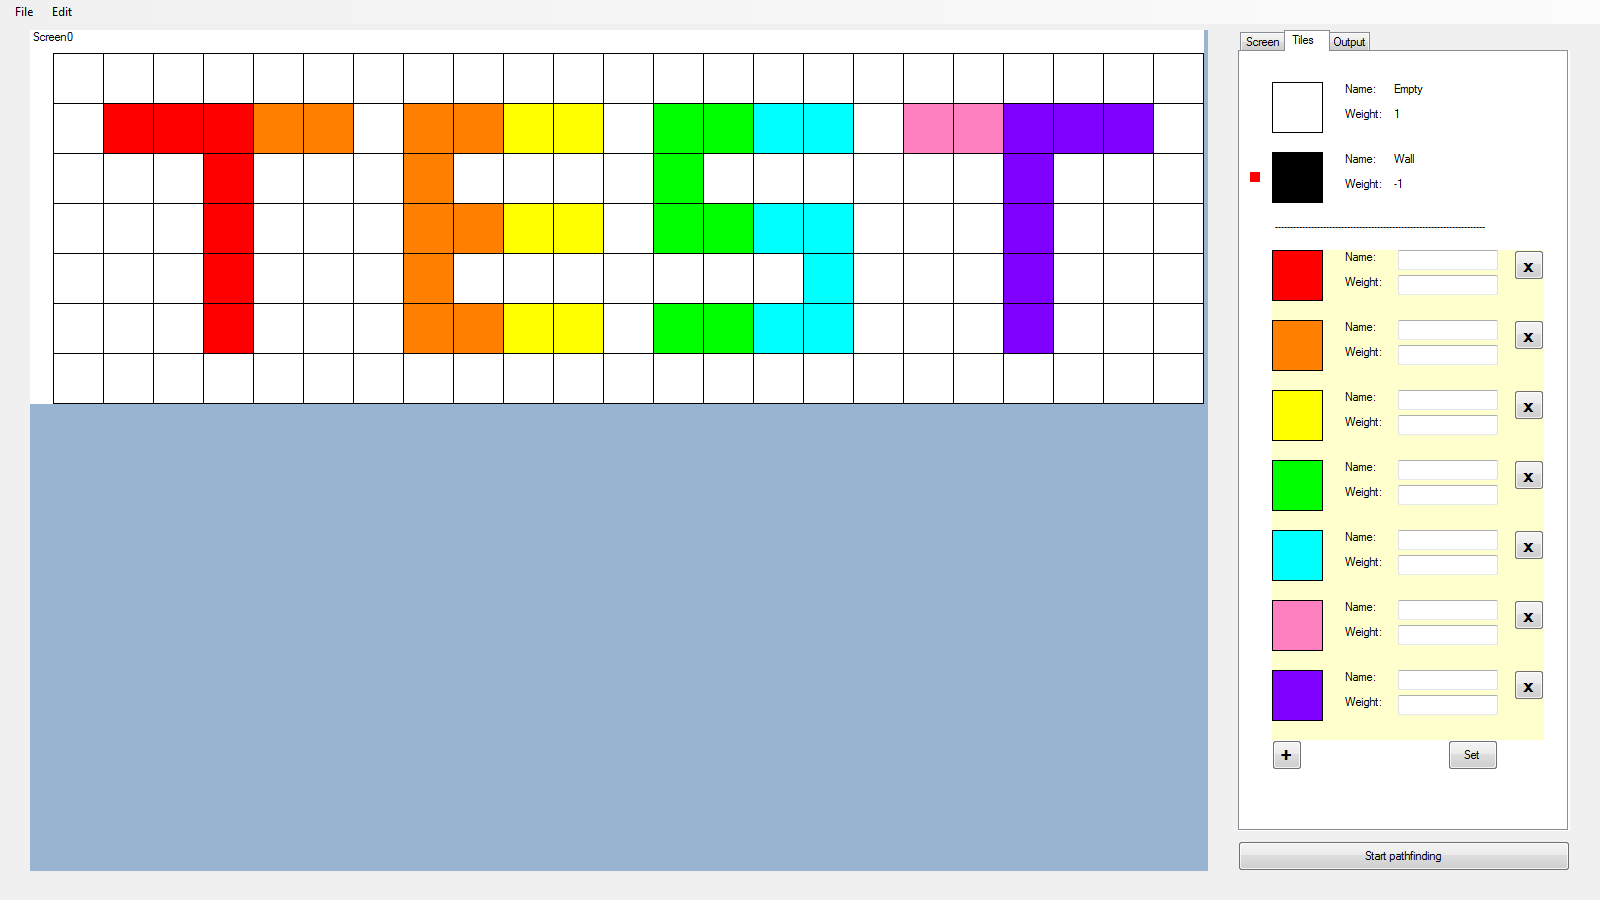 File Edit
Screen0
TEST
Screen Tiles Output
Name: Empty
Weight: 1
Name: Wall
Weight: -1
Name:
Weight:
x
Name:
Weight:
x
Name:
Weight:
x
Name:
Weight:
x
Name:
Weight:
x
Name:
Weight:
x
Name:
Weight:
x
+ Set
Start pathfinding